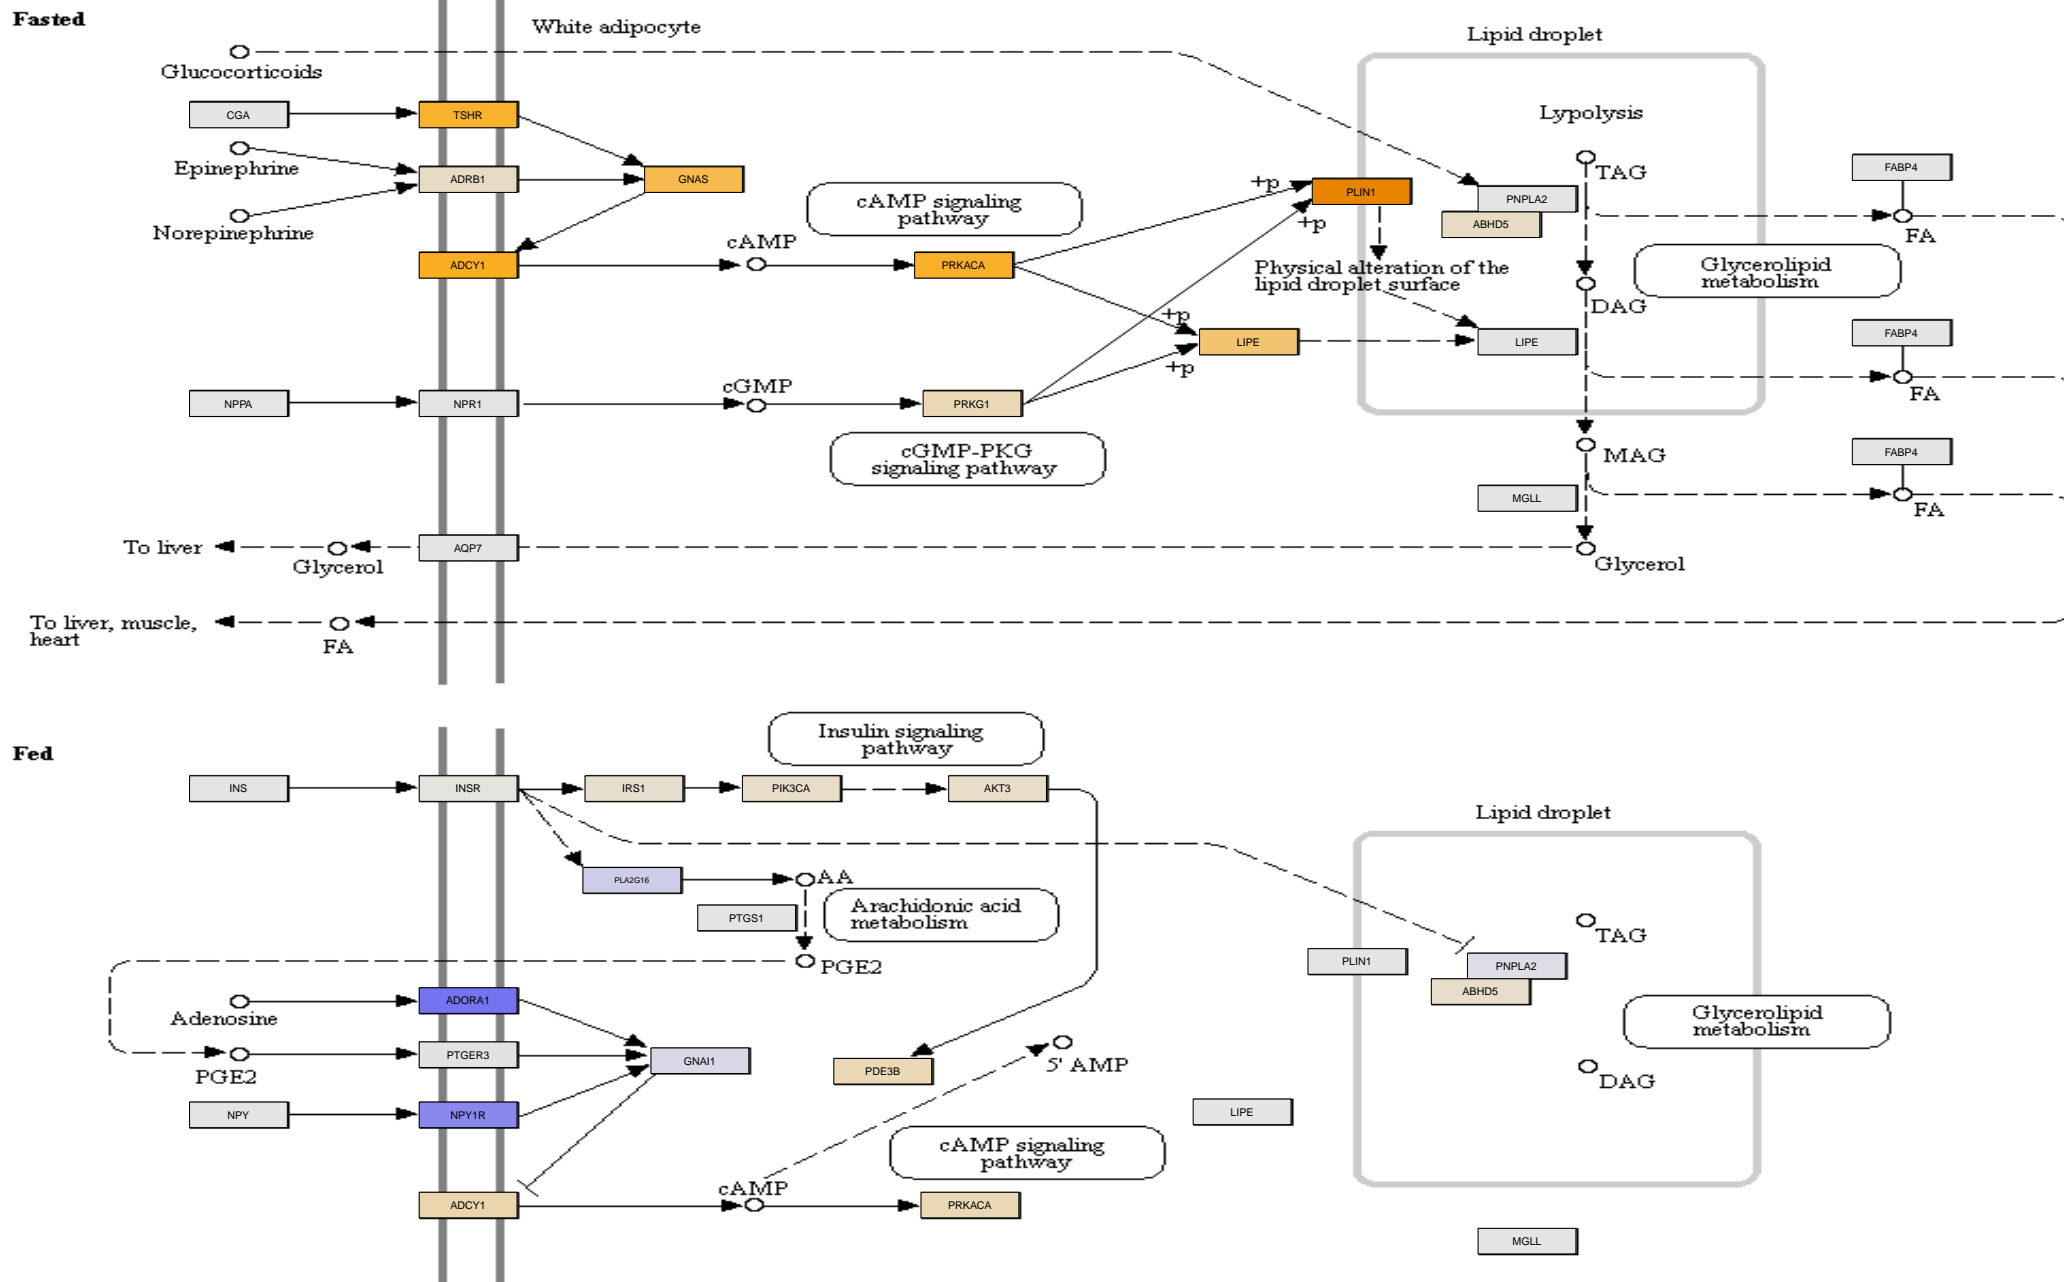 Fasted
White adipocyte
Lipid droplet
Glucocorticoids
CGA
TSHR
Lypolysis
Epinephrine
ADRB1
GNAS
cAMP signaling
pathway
+p
PLIN1
PNPLA2
ABHD5
TAG
FABP4
FA
Norepinephrine
+p
cAMP
ADCY1
PRKACA
Physical alteration of the
lipid droplet surface
Glycerolipid
metabolism
DAG
+p
LIPE
LIPE
FABP4
+p
FA
cGMP
NPPA
NPR1
PRKG1
cGMP-PKG
signaling pathway
MAG
FABP4
MGLL
FA
To liver
Glycerol
AQP7
Glycerol
To liver, muscle,
heart
FA
Fed
Insulin signaling
pathway
INS
INSR
IRS1
PIK3CA
AKT3
Lipid droplet
PLA2G16
AA
PTGS1
Arachidonic acid
metabolism
PGE2
TAG
PLIN1
PNPLA2
ABHD5
ADORA1
Adenosine
Glycerolipid
metabolism
PTGER3
GNAI1
PGE2
PDE3B
5' AMP
DAG
NPY
NPY1R
LIPE
cAMP signaling
pathway
cAMP
ADCY1
PRKACA
MGLL